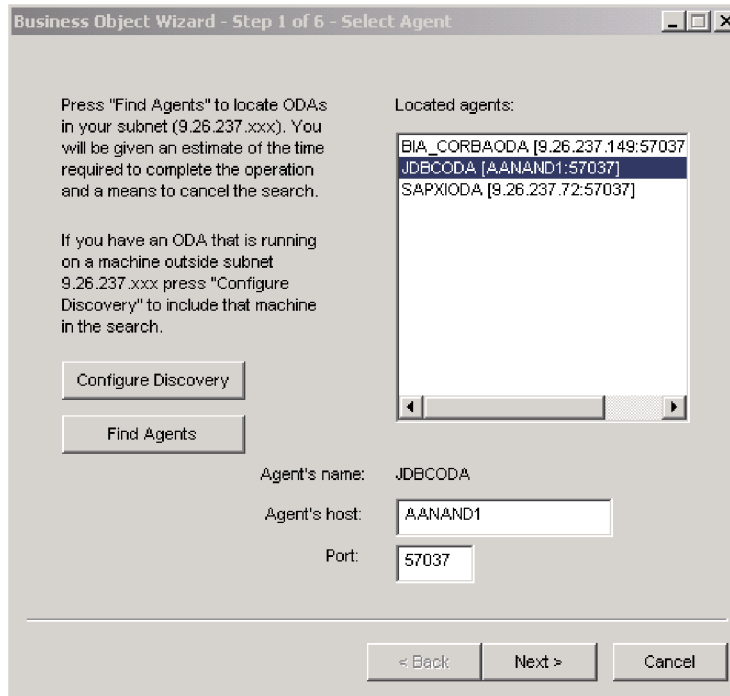 Business Object Wizard - Step 1 of 6 - Select Agent
Press "Find Agents" to locate ODAs
in your subnet (9.26.237.xxx). You
will be given an estimate of the time
required to complete the operation
and a means to cancel the search.
If you have an ODA that is running
on a machine outside subnet
9.26.237.xxx press "Configure
Discovery" to include that machine
in the search.
Configure Discovery
Find Agents
Located agents:
BIA_CORBAODA [9.26.237.149:57037
JDBCODA [AANAND1:57037]
SAPXIODA [9.26.237.72:57037]
Agent's name: JDBCODA
Agent's host: AANAND1
Port: 57037
< Back Next > Cancel